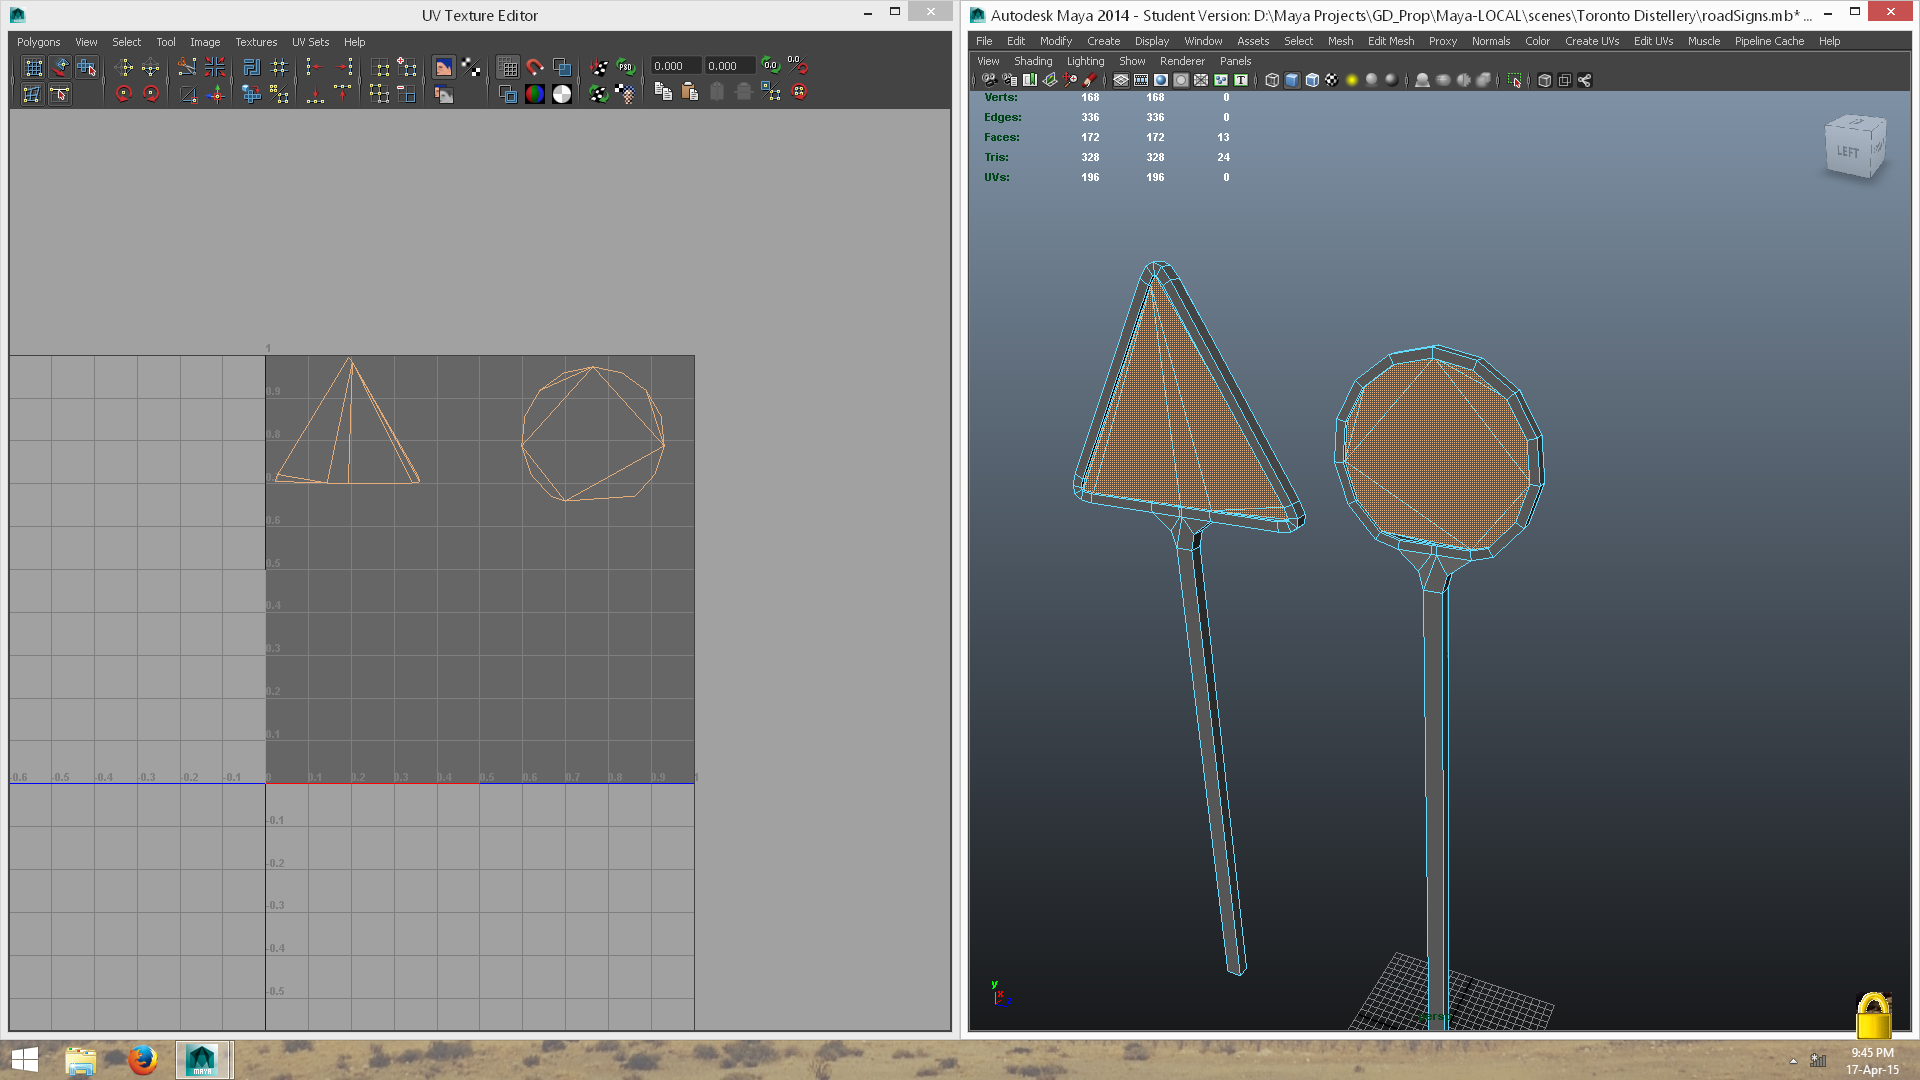 UV Texture Editor
Polygons View Select Tool Image Textures UV Sets Help
0.000 0.000
1
0.9
0.8
0.6
0.5
0.4
0.3
0.2
0.1
-0.6 -0.5 -0.4 -0.3 -0.2 -0.1 0 0.1 0.2 0.3 0.4 0.5 0.6 0.7 0.8 0.9 1
-0.1
-0.2
-0.3
-0.4
-0.5
Autodesk Maya 2014 - Student Version: D:\Maya Projects\GD_Prop\Maya-LOCAL\scenes\Toronto Distellery\roadSigns.mb* ...
File Edit Modify Create Display Window Assets Select Mesh Edit Mesh Proxy Normals Color Create UVs Edit UVs Muscle Pipeline Cache Help
View Shading Lighting Show Renderer Panels
Verts: 168 168 0
Edges: 336 336 0
Faces: 172 172 13
Tris: 328 328 24
UVs: 196 196 0
LEFT
y
x
z
MAYA
9:45 PM
17-Apr-15